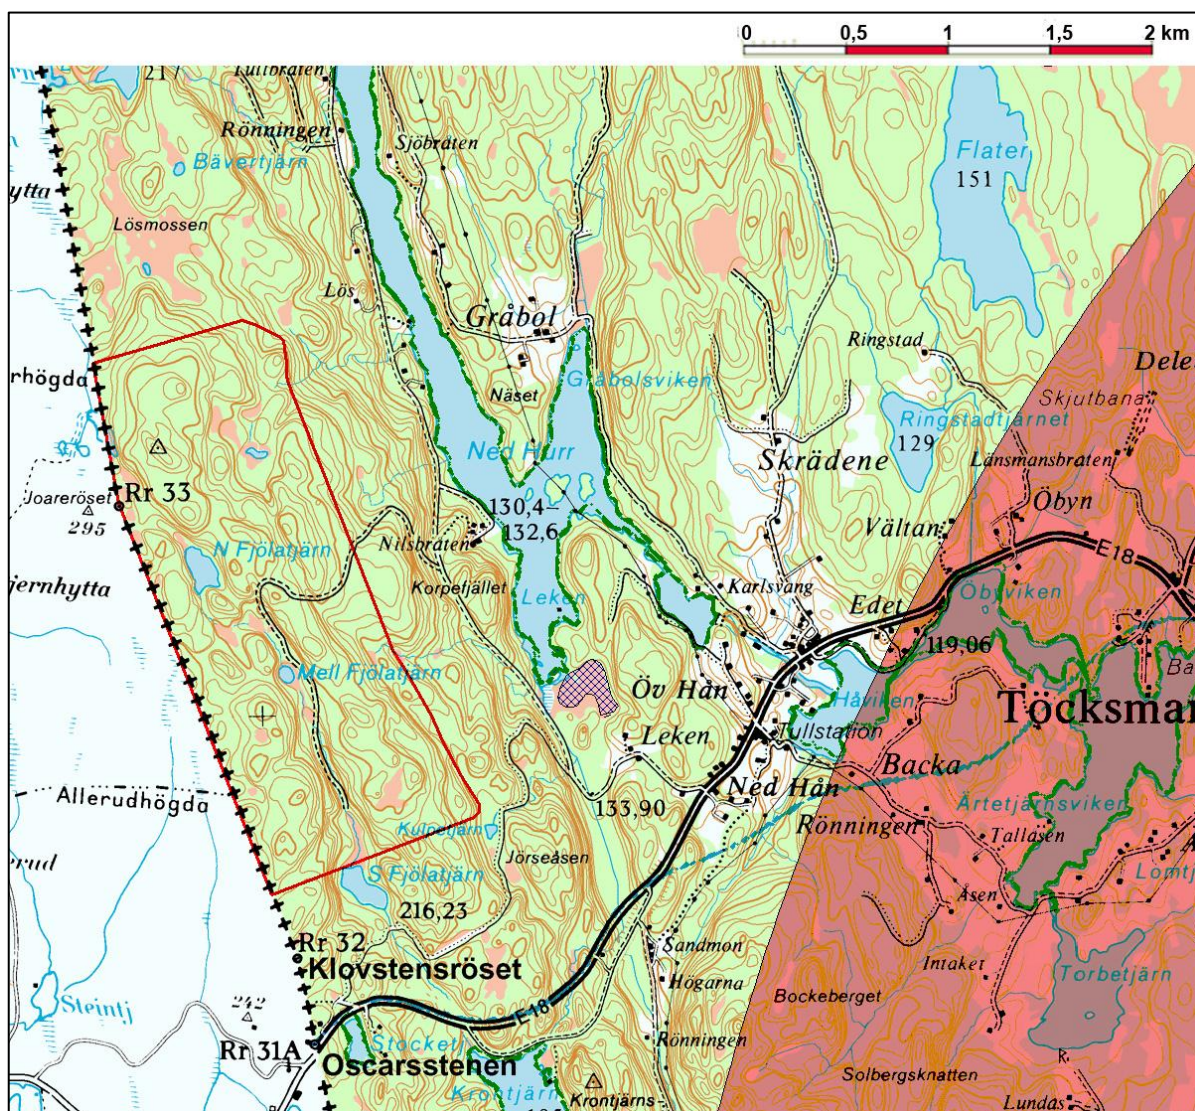 0 0,5 1 1,5 2 km
217
Tullbråten
Rönningen
Sjöbråten
Bävertjärn
Flater
151
Lösmossen
Lös
Gråbol
Ringstad
Näset
Gråbolsviken
Skjutbana
Ringstadtjärnet
129
Ned Hurr
Skrädene
Länsmansbråten
Joareröset
Rr 33
295
130,4–
132,6
Öbyn
Vältan
E18
Nilsbråten
N Fjölatjärn
Korpefjället
Leken
Karlsväng
Edet
Öbyviken
119,06
Mell Fjölatjärn
Öv Hån
Håviken
Leken
Tullstation
Backa
Allerudhögda
133,90
Ned Hån
Ärtetjärnsviken
Rönningen
Kulpetjärn
Jörseåsen
Tallåsen
S Fjölatjärn
216,23
Åsen
Rr 32
Klovstensröset
Sandmon
Intaket
Högarna
Torbetjärn
Steintj
242
E18
Bockeberget
Rr 31A
Stocketj
Rönningen
Oscarsstenen
Solbergsknatten
Krontjärn
Krontjärns-
Lundås